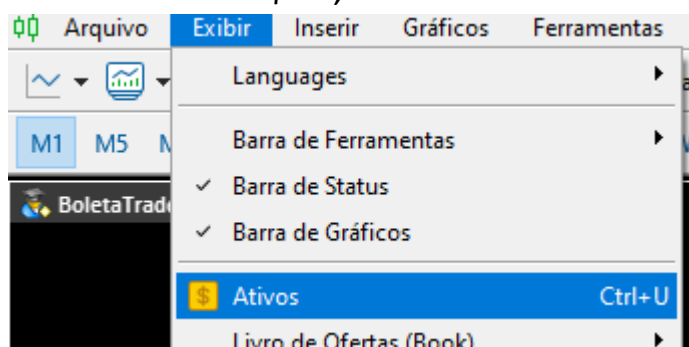 Arquivo Exibir Inserir Gráficos Ferramentas
Languages
M1 M5
Barra de Ferramentas
Barra de Status
BoletaTrade
Barra de Gráficos
Ativos Ctrl+U
Livro de Ofertas (Book)